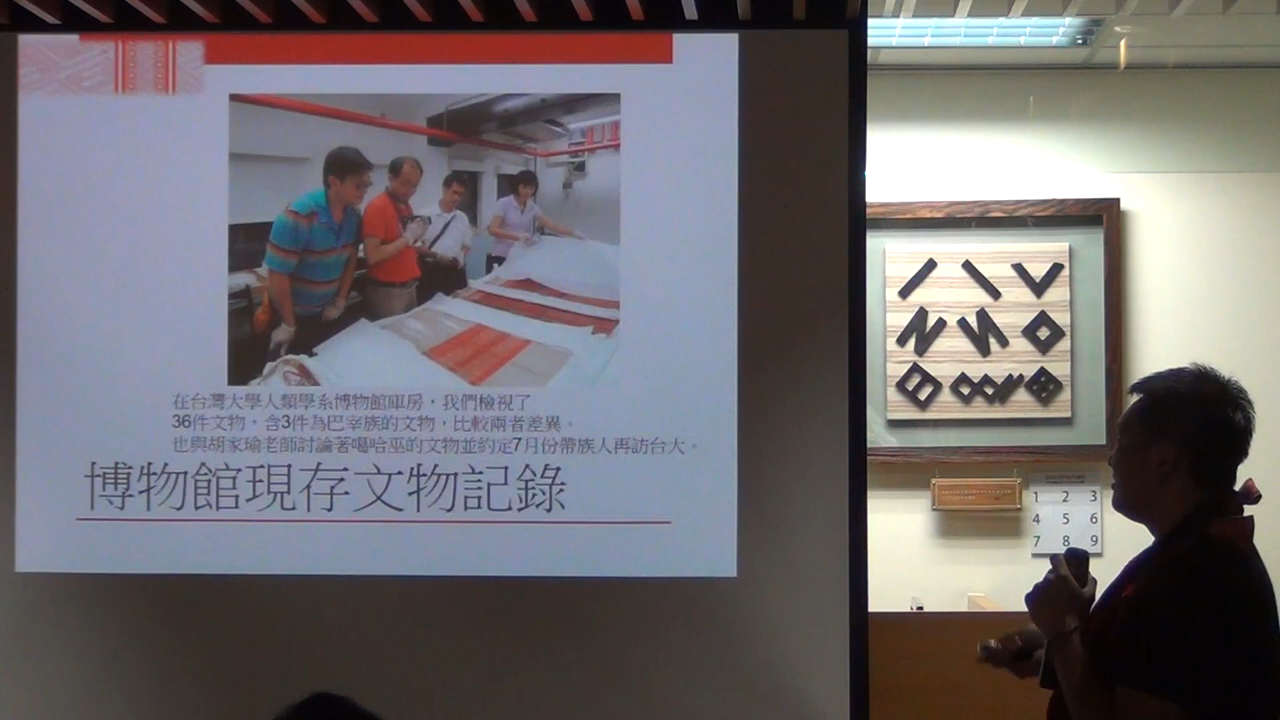 在台灣大學人類學系博物館庫房，我們檢視了
36件文物。含3件為巴宰族的文物，比較兩者差異。
也與胡家瑜老師討論著噶哈巫的文物並約定7月份帶族人再訪台大。
博物館現存文物記錄
1 2 3
4 5 6
7 8 9